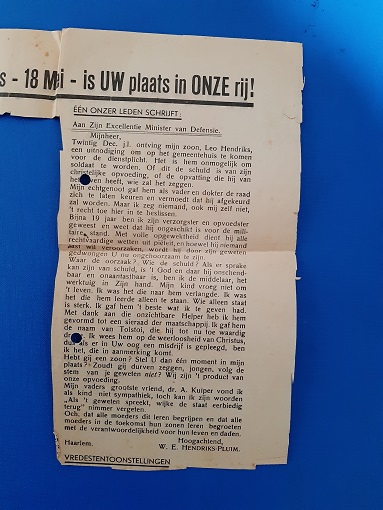 s - 18 Mei - is UW plaats in ONZE rij!
ÉÉN ONZER LEDEN SCHRIJFT:
Aan Zijn Excellentie Minister van Defensie.
Mijnheer,
Twintig Dec. j.l. ontving mijn zoon, Leo Hendriks,
een uitnodiging om op het gemeentehuis te komen
voor de dienstplicht. Het is hem onmogelijk om
soldaat te worden. Of dit de schuld is van zijn
christelijke opvoeding, of de opvatting die hij van
het leven heeft, wie zal het zeggen.
Mijn echtgenoot gaf hem als vader en dokter de raad
zich te laten keuren en vermoedt dat hij afgekeurd
zal worden. Maar ik zeg niemand, ook mij zelf niet,
't recht toe hier in te beslissen.
Bijna 19 jaar ben ik zijn verzorgster en opvoedster
geweest en weet dat hij ongeschikt is voor de mili-
taire stand. Met volle opgewektheid dient hij alle
rechtvaardige wetten uit piëteit, en hoewel hij niemand
last wil veroorzaken, wordt hij door zijn geweten
gedwongen U nu ongehoorzaam te zijn.
Waar de oorzaak? Wie de schuld? Als er sprake
kan zijn van schuld, is 't God en daar hij onschend-
baar en onaantastbaar is, ben ik de middelaar, het
werktuig in Zijn hand. Mijn kind vroeg niet om
't leven. Ik was het die naar hem verlangde. Ik was
het die hem leerde alleen te staan. Wie alleen staat
is sterk. Ik gaf hem 't beste wat ik te geven had.
Met dank aan die onzichtbare Helper heb ik hem
gevormd tot een sieraad der maatschappij. Ik gaf hem
de naam van Tolstoi, die hij tot nu toe waardig
Ik wees hem op de weerloosheid van Christus,
dus als er in Uw oog een misdrijf is gepleegd, ben
ik het, die in aanmerking komt.
Hebt gij een zoon? Stel U dan één moment in mijn
plaats? - Zoudt gij durven zeggen, jongen, volg de
stem van je geweten niet? Wij zijn 't product van
onze opvoeding.
Mijn vaders grootste vriend, dr. A. Kuiper vond ik
als kind niet sympathiek, toch kan ik zijn woorden
„Als 't geweten spreekt, wijke de staat eerbiedig
terug" nimmer vergeten.
Och, dat alle moeders dit leren begrijpen en dat alle
moeders in de toekomst hun zonen leren begroeten
met de verantwoordelijkheid voor hun leven en daden.
Hoogachtend,
Haarlem. W. E. HENDRIKS-PLUIM.
VREDESTENTOONSTELLINGEN